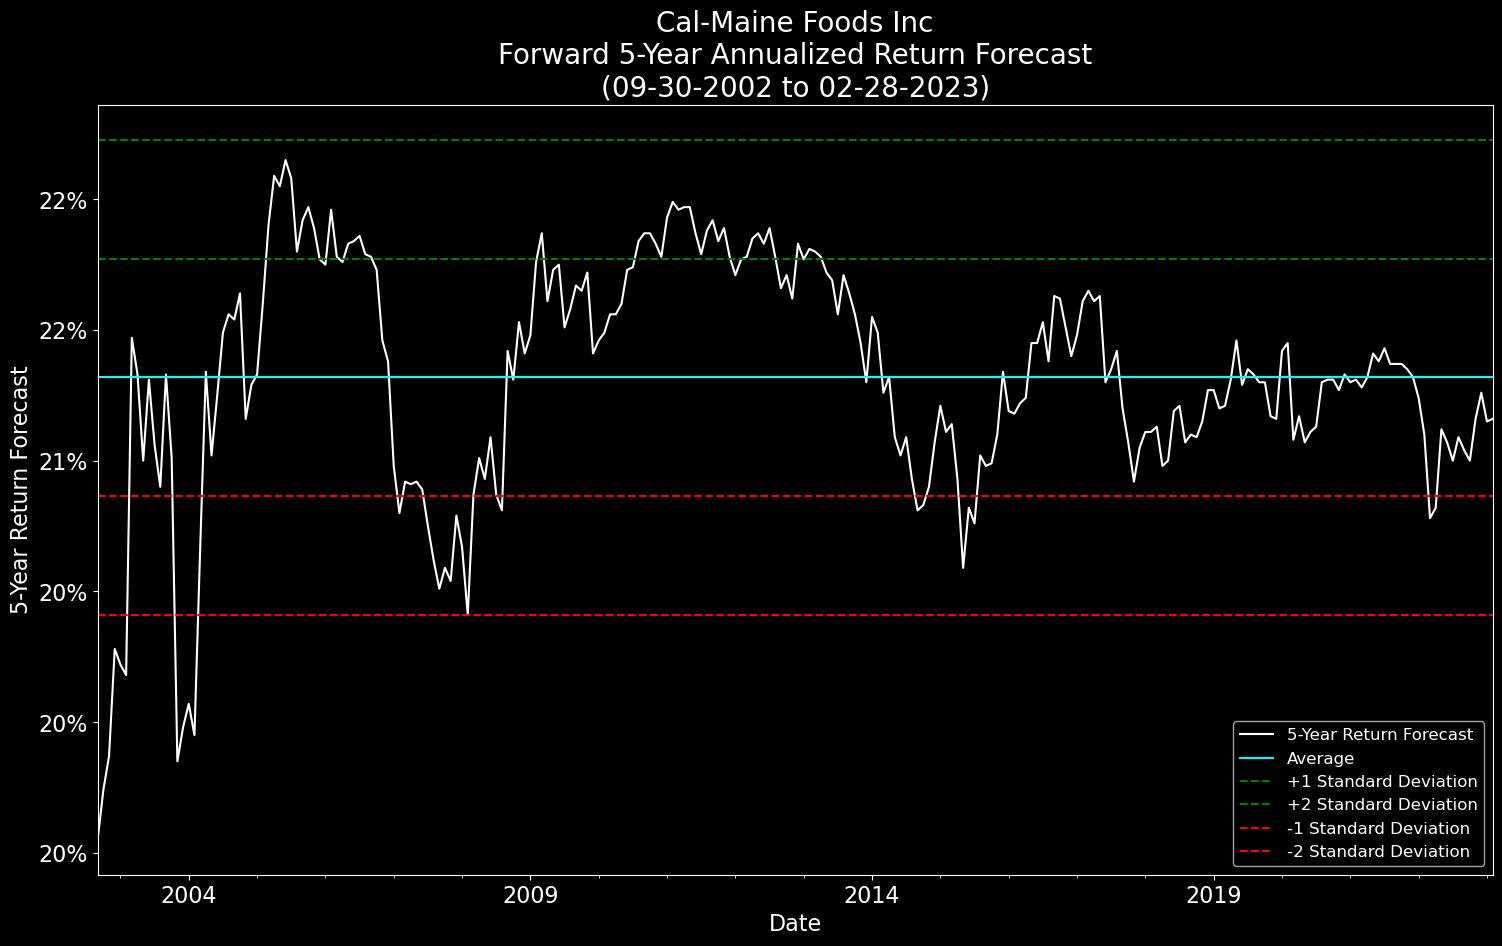 Cal-Maine Foods Inc
Forward 5-Year Annualized Return Forecast
(09-30-2002 to 02-28-2023)
5-Year Return Forecast
22%
22%
21%
20%
20%
20%
2004
2009
2014
2019
Date
5-Year Return Forecast
Average
+1 Standard Deviation
+2 Standard Deviation
-1 Standard Deviation
-2 Standard Deviation